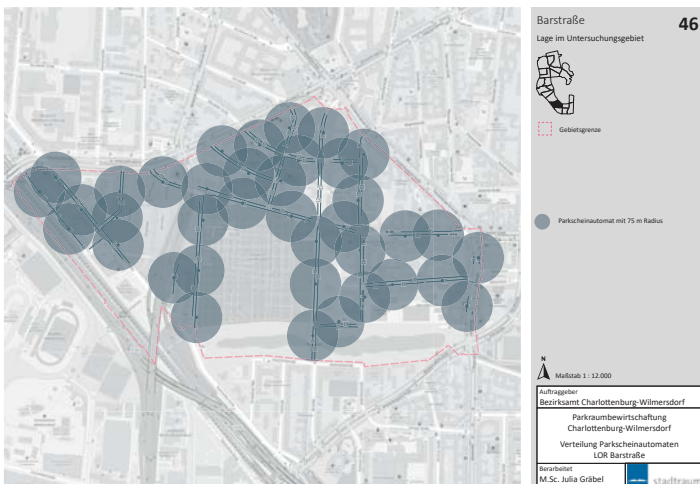 Barstraße
46
Lage im Untersuchungsgebiet
Gebietsgrenze
Parkscheinautomat mit 75 m Radius
N
Maßstab 1 : 12.000
Auftraggeber
Bezirksamt Charlottenburg-Wilmersdorf
Parkraumbewirtschaftung
Charlottenburg-Wilmersdorf
Verteilung Parkscheinautomaten
LOR Barstraße
Bearbeitet
M.Sc. Julia Gräbel
stadtraum